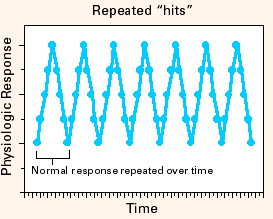 Repeated “hits”
Physiologic Response
Normal response repeated over time
Time